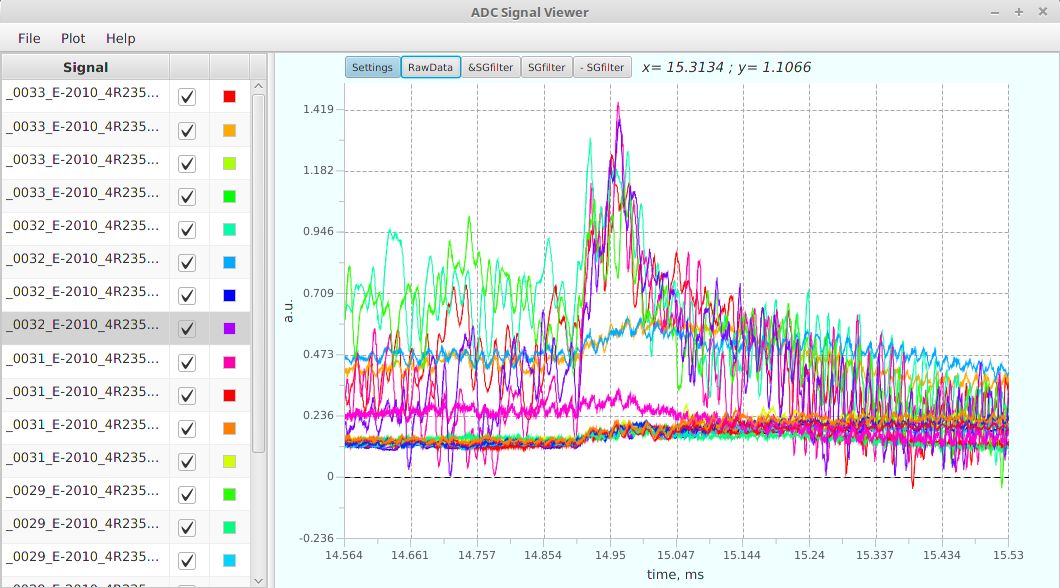 ADC Signal Viewer
File Plot Help
Signal
_0033_E-2010_4R235...
_0033_E-2010_4R235...
_0033_E-2010_4R235...
_0033_E-2010_4R235...
_0032_E-2010_4R235...
_0032_E-2010_4R235...
_0032_E-2010_4R235...
_0032_E-2010_4R235...
_0031_E-2010_4R235...
_0031_E-2010_4R235...
_0031_E-2010_4R235...
_0031_E-2010_4R235...
_0029_E-2010_4R235...
_0029_E-2010_4R235...
_0029_E-2010_4R235...
Settings RawData &SGfilter SGfilter - SGfilter x= 15.3134 ; y= 1.1066
1.419
1.182
0.946
0.709
0.473
0.236
0
-0.236
a.u.
14.564 14.661 14.757 14.854 14.95 15.047 15.144 15.24 15.337 15.434 15.53
time, ms